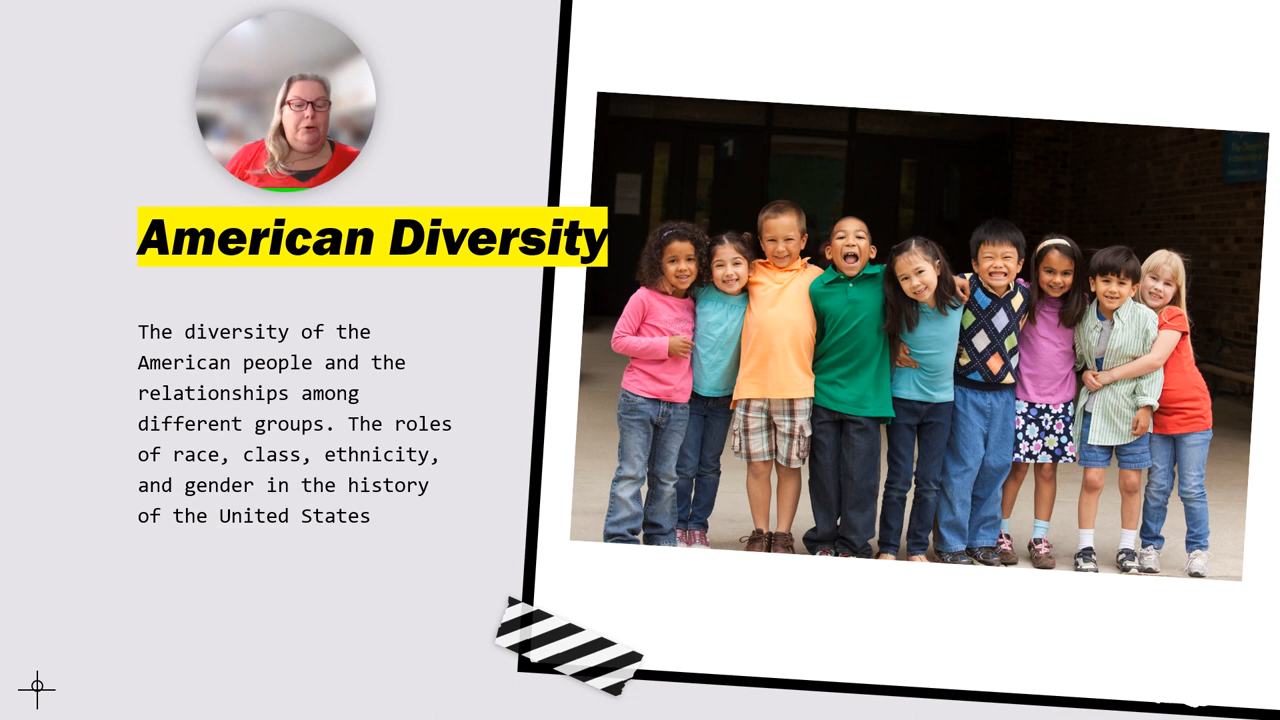 American Diversity
The diversity of the
American people and the
relationships among
different groups. The roles
of race, class, ethnicity,
and gender in the history
of the United States